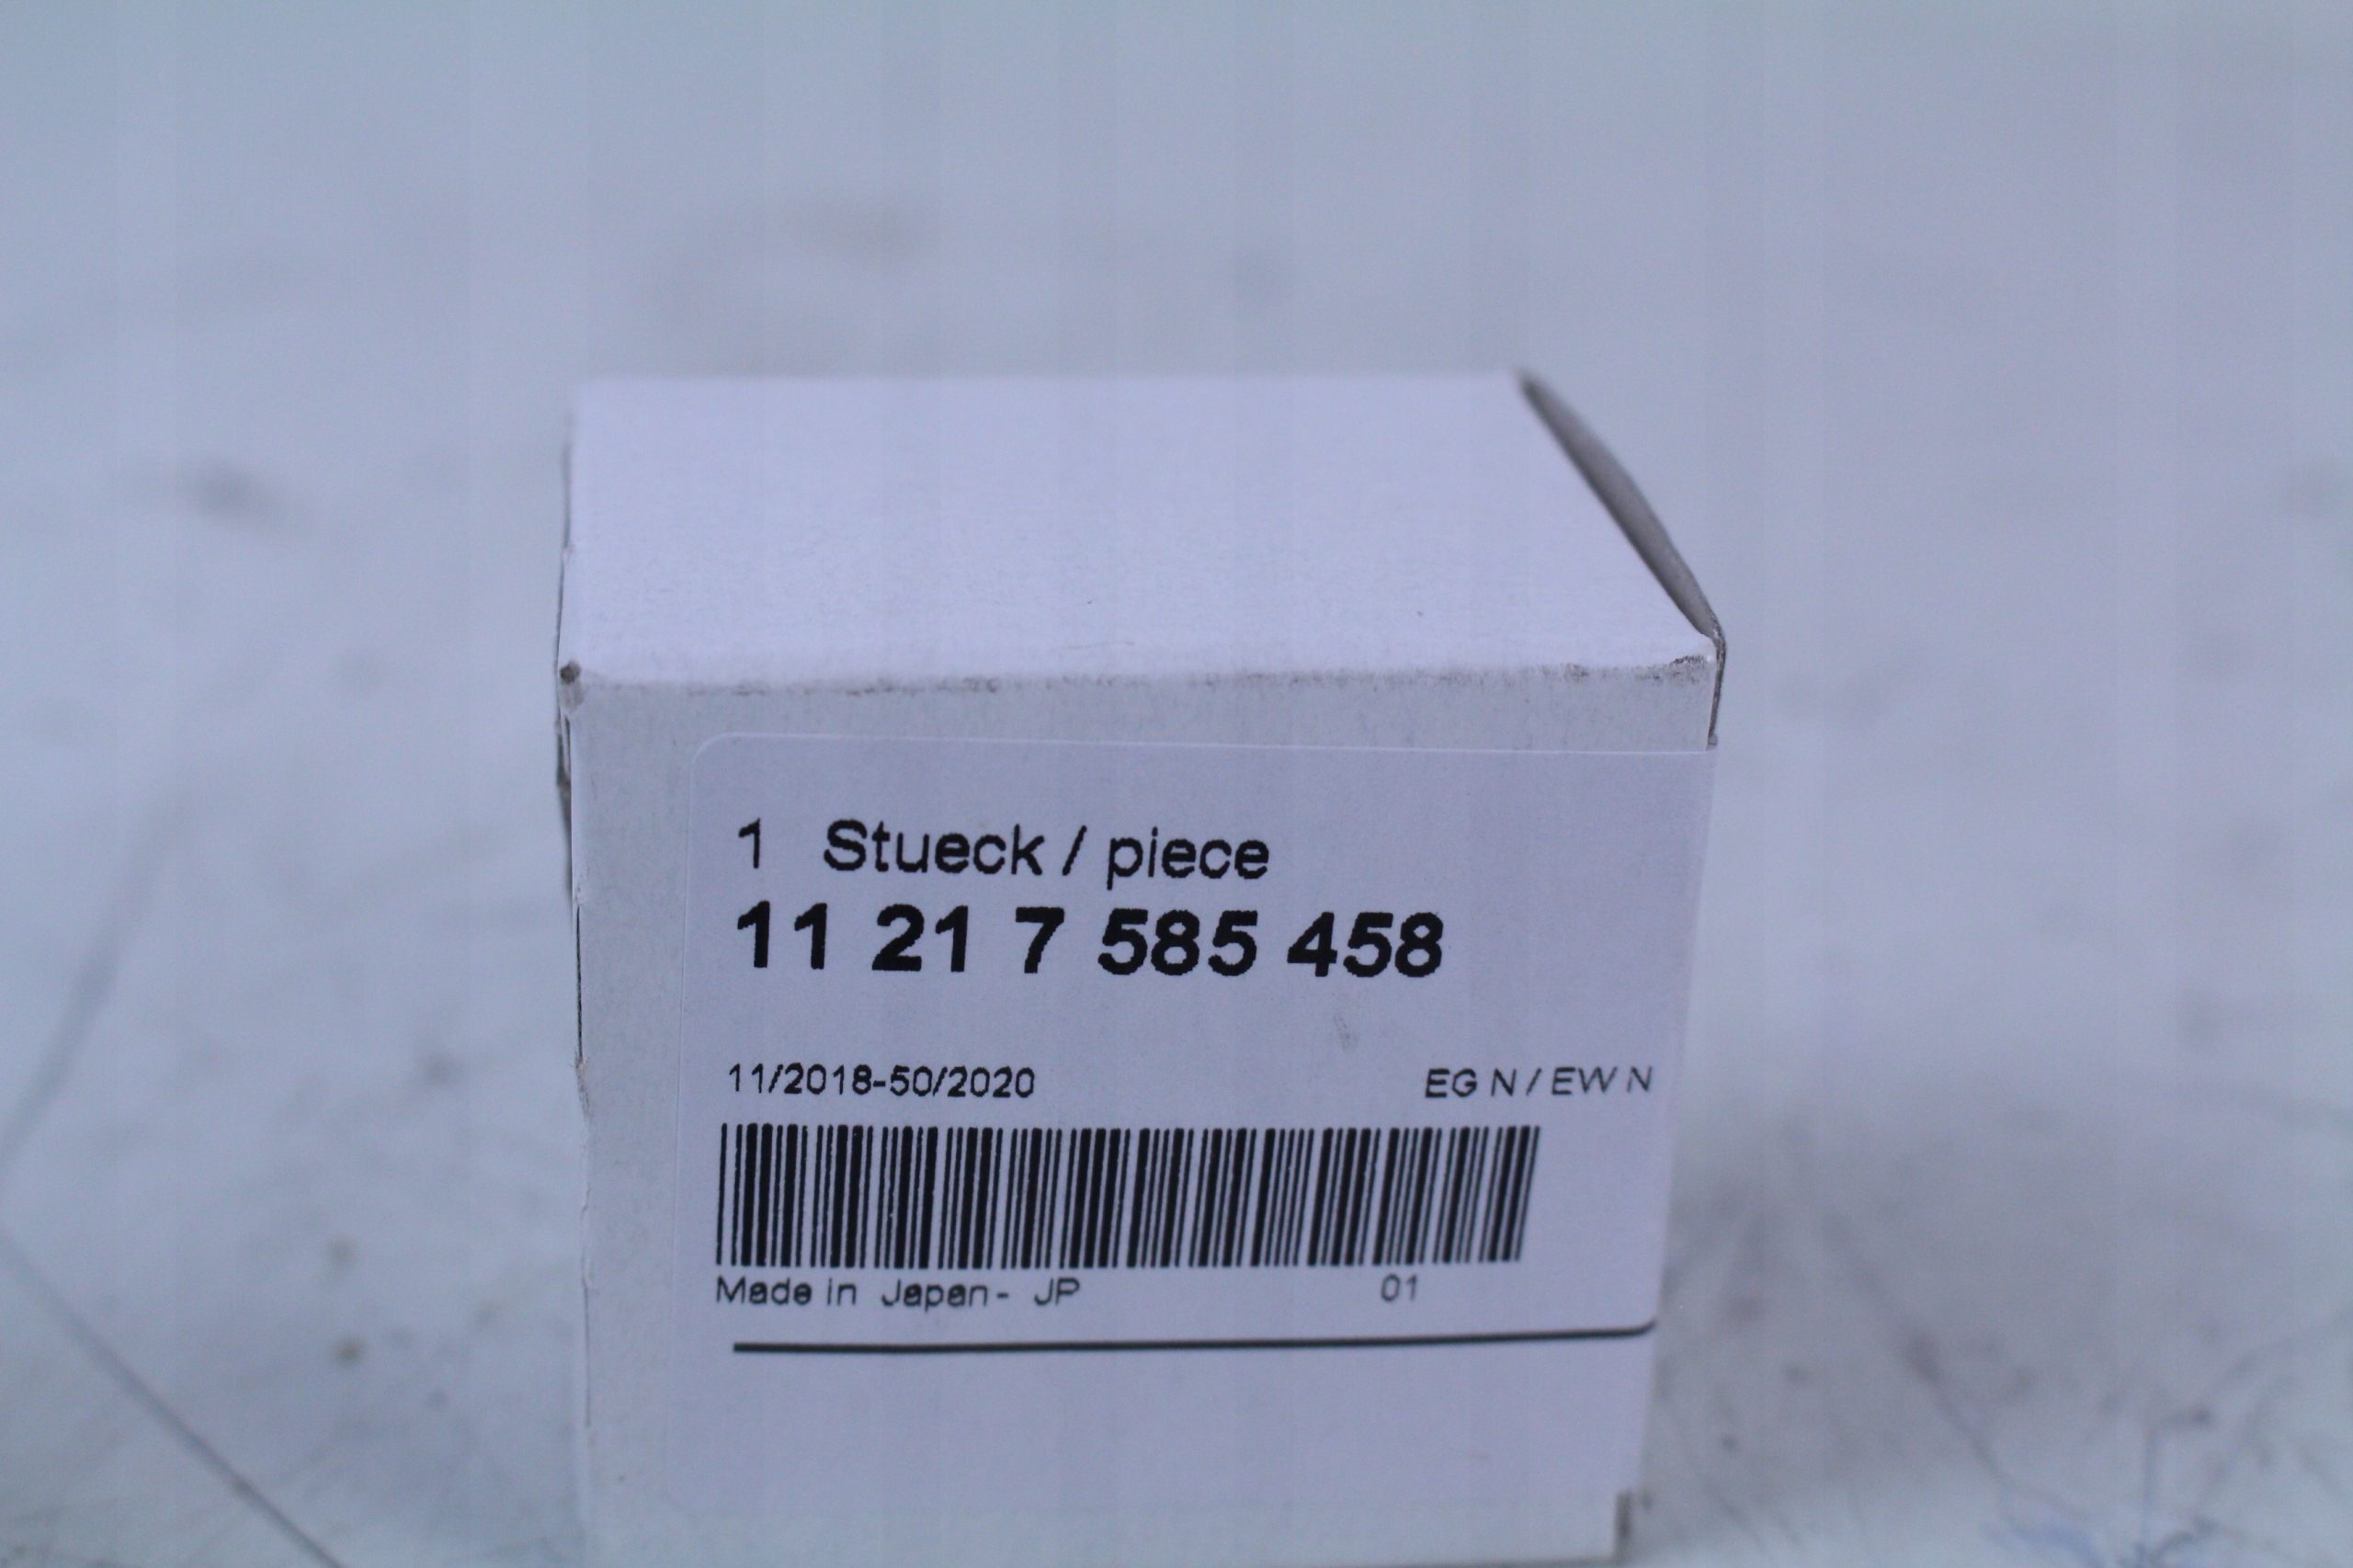 1 Stueck / piece
11 21 7 585 458
11/2018-50/2020 EG N / EW N
Made in Japan - JP 01